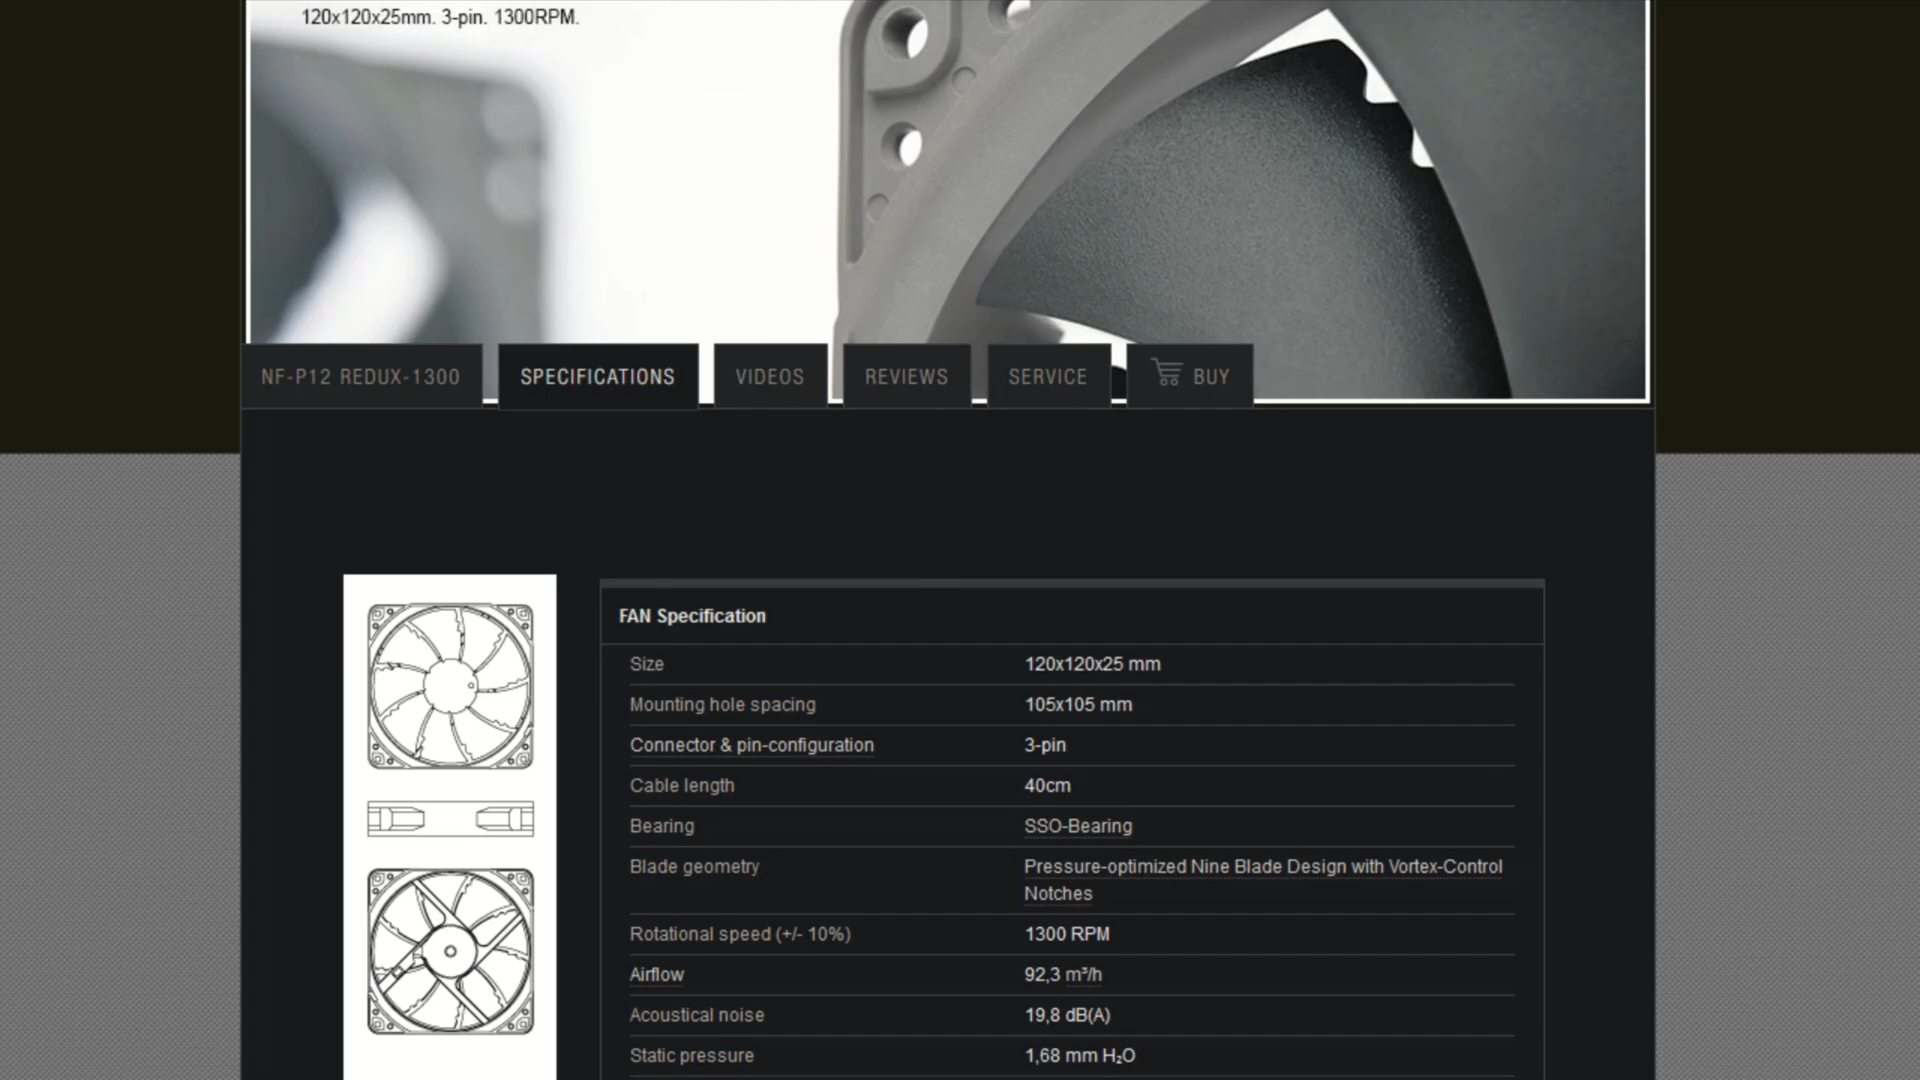 120x120x25mm. 3-pin. 1300RPM.
NF-P12 REDUX-1300 SPECIFICATIONS VIDEOS REVIEWS SERVICE BUY
FAN Specification
Size 120x120x25 mm
Mounting hole spacing 105x105 mm
Connector & pin-configuration 3-pin
Cable length 40cm
Bearing SSO-Bearing
Blade geometry Pressure-optimized Nine Blade Design with Vortex-Control
Notches
Rotational speed (+/- 10%) 1300 RPM
Airflow 92,3 m³/h
Acoustical noise 19,8 dB(A)
Static pressure 1,68 mm H₂O